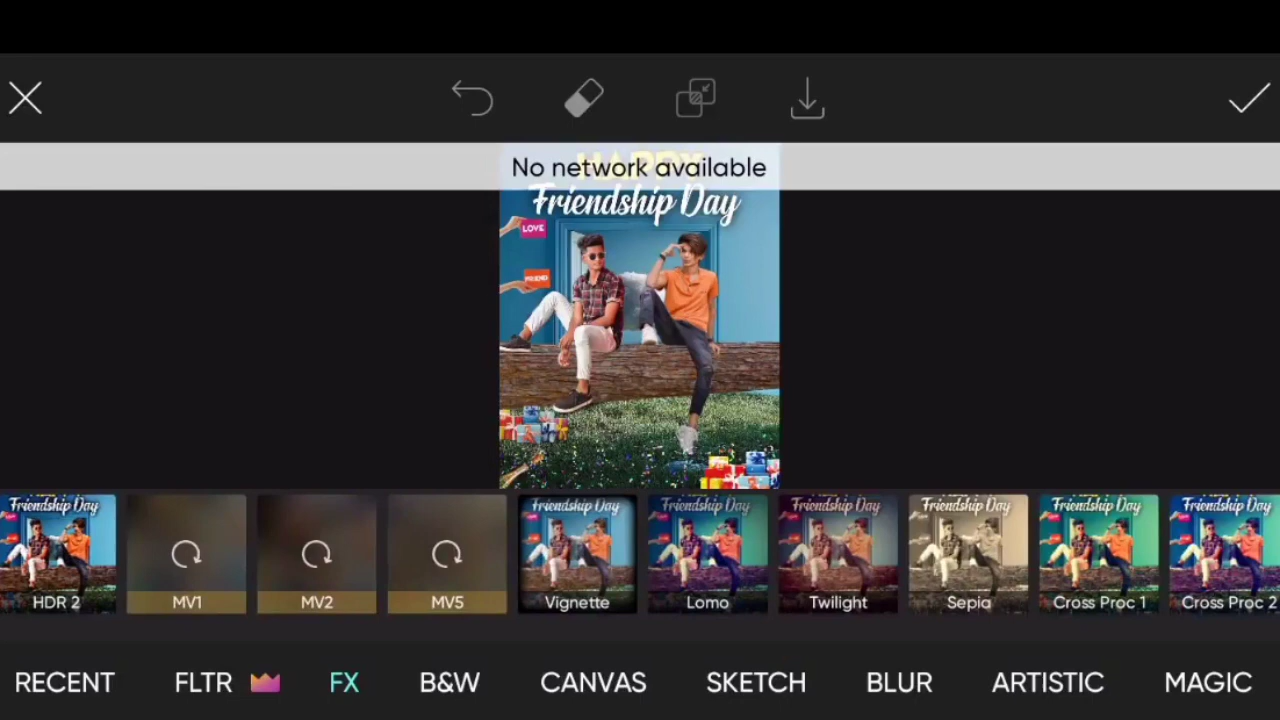 No network available
HAPPY
Friendship Day
LOVE
FRIEND
Friendship Day
Friendship Day
Friendship Day
Friendship Day
Friendship Day
Friendship Day
Friendship Day
HDR 2
MV1
MV2
MV5
Vignette
Lomo
Twilight
Sepia
Cross Proc 1
Cross Proc 2
RECENT
FLTR
FX
B&W
CANVAS
SKETCH
BLUR
ARTISTIC
MAGIC